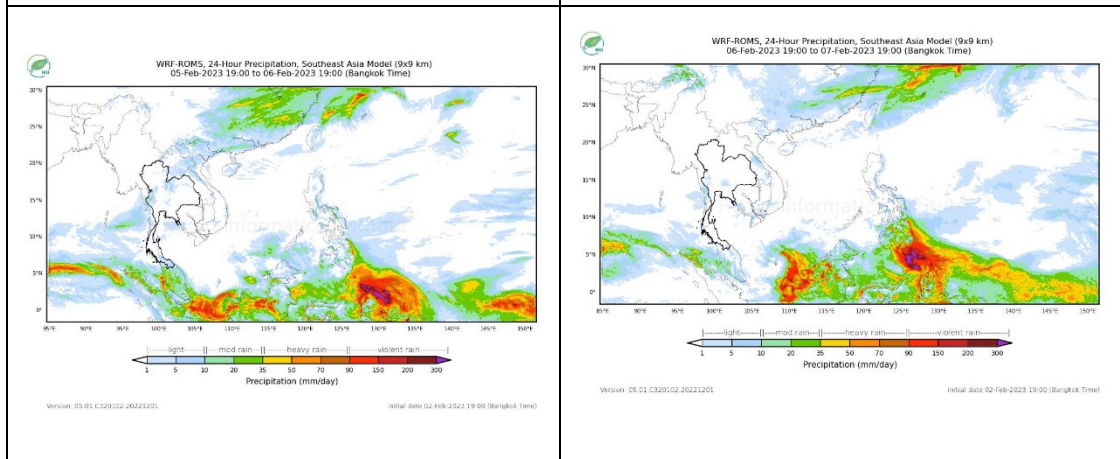 WRF-ROMS, 24-Hour Precipitation, Southeast Asia Model (9x9 km)
05-Feb-2023 19:00 to 06-Feb-2023 19:00 (Bangkok Time)
30°N
25°N
20°N
15°N
10°N
5°N
0°
85°E 90°E 95°E 100°E 105°E 110°E 115°E 120°E 125°E 130°E 135°E 140°E 145°E 150°E
light mod.rain heavy rain violent rain
1 5 10 20 35 50 70 90 150 200 300
Precipitation (mm/day)
Version: 05.01.C320102.20221201 Initial date 02-Feb-2023 19:00 (Bangkok Time)
WRF-ROMS, 24-Hour Precipitation, Southeast Asia Model (9x9 km)
06-Feb-2023 19:00 to 07-Feb-2023 19:00 (Bangkok Time)
30°N
25°N
20°N
15°N
10°N
5°N
0°
85°E 90°E 95°E 100°E 105°E 110°E 115°E 120°E 125°E 130°E 135°E 140°E 145°E 150°E
|-------light------||----mod.rain----||--------heavy rain-------||---------violent rain-------|
1 5 10 20 35 50 70 90 150 200 300
Precipitation (mm/day)
Version: 05.01.C320102.20221201 Initial date 02-Feb-2023 19:00 (Bangkok Time)